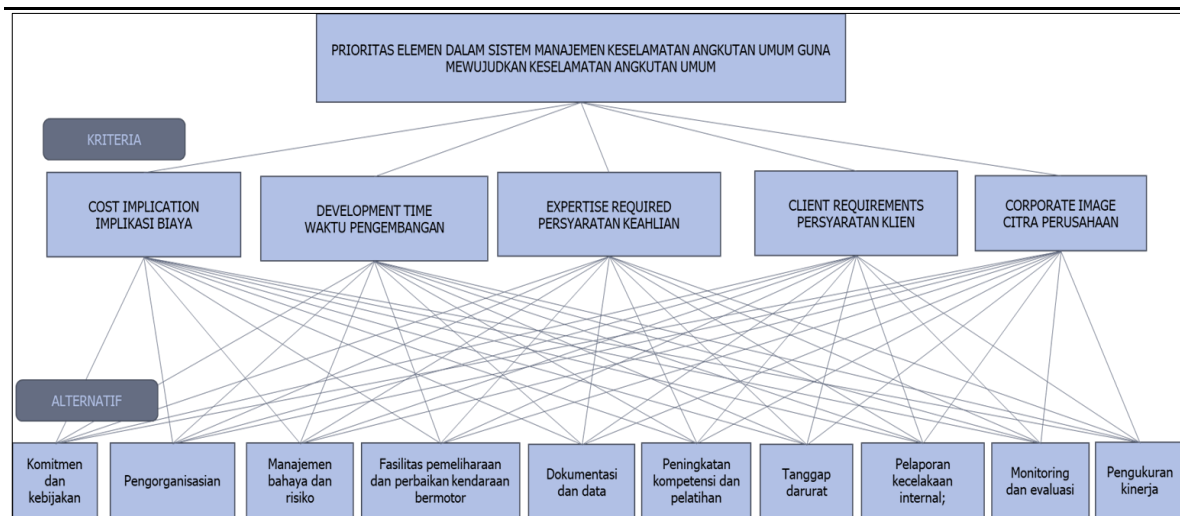 PRIORITAS ELEMEN DALAM SISTEM MANAJEMEN KESELAMATAN ANGKUTAN UMUM GUNA
MEWUJUDKAN KESELAMATAN ANGKUTAN UMUM
KRITERIA
COST IMPLICATION
IMPLIKASI BIAYA
DEVELOPMENT TIME
WAKTU PENGEMBANGAN
EXPERTISE REQUIRED
PERSYARATAN KEAHLIAN
CLIENT REQUIREMENTS
PERSYARATAN KLIEN
CORPORATE IMAGE
CITRA PERUSAHAAN
ALTERNATIF
Komitmen
dan
kebijakan
Pengorganisasian
Manajemen
bahaya dan
risiko
Fasilitas pemeliharaan
dan perbaikan kendaraan
bermotor
Dokumentasi
dan data
Peningkatan
kompetensi dan
pelatihan
Tanggap
darurat
Pelaporan
kecelakaan
internal;
Monitoring
dan evaluasi
Pengukuran
kinerja